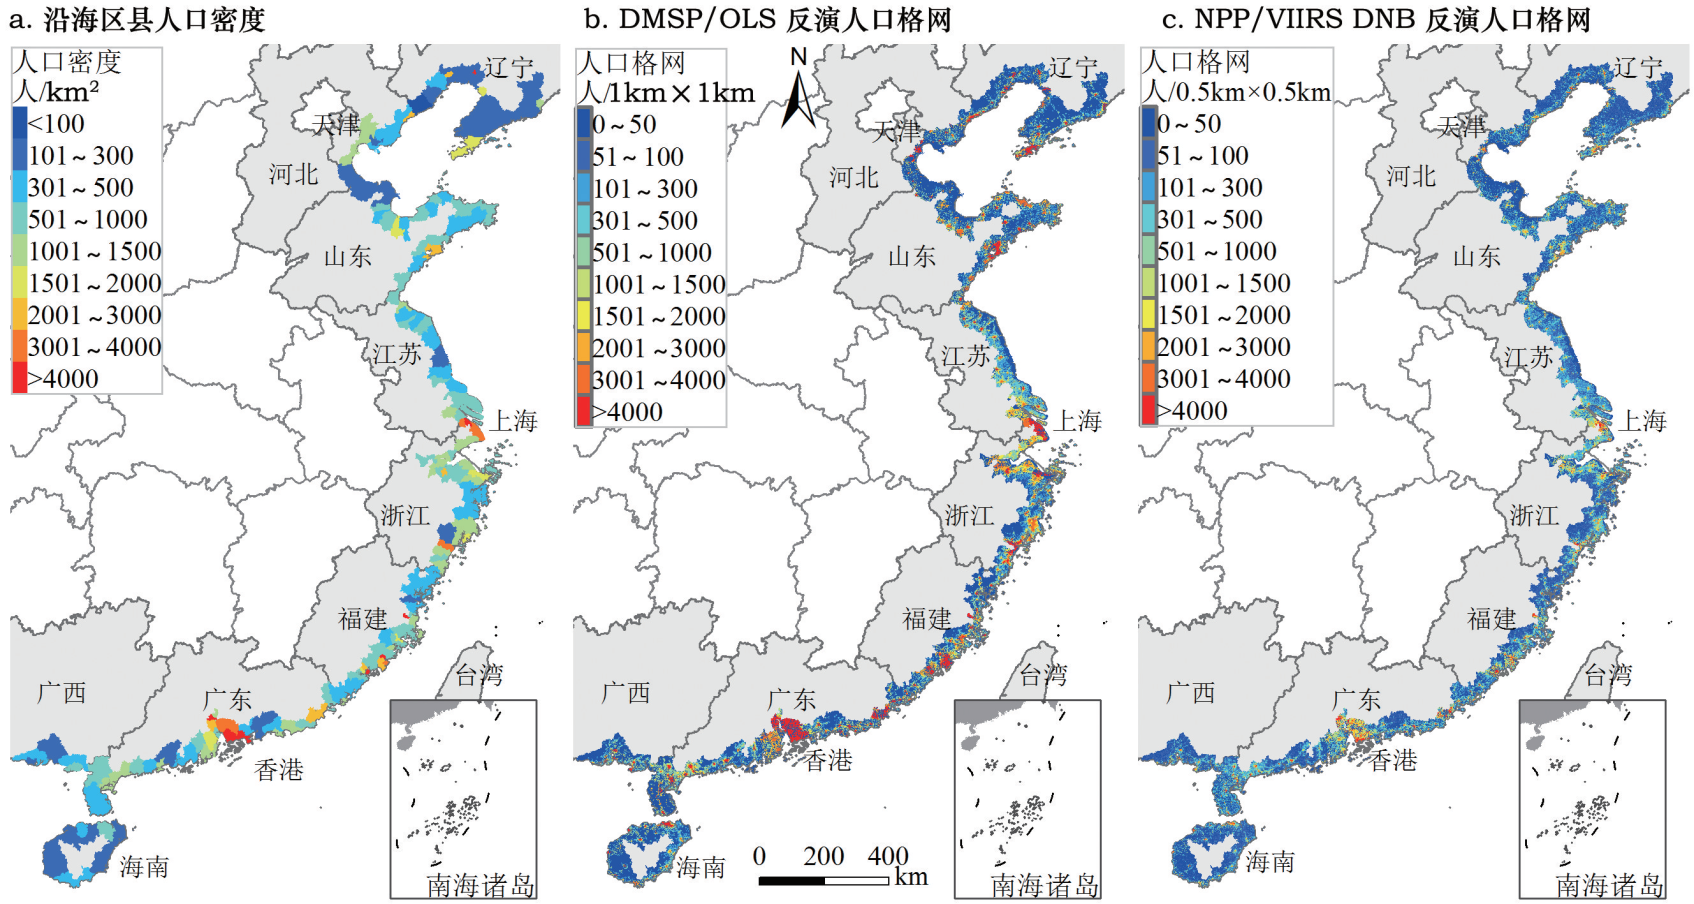 a. 沿海区县人口密度
人口密度
人/km²
<100
101~300
301~500
501~1000
1001~1500
1501~2000
2001~3000
3001~4000
>4000
辽宁
天津
河北
山东
江苏
上海
浙江
福建
台湾
广西
广东
香港
海南
南海诸岛
b. DMSP/OLS 反演人口格网
人口格网
人/1km×1km
0~50
51~100
101~300
301~500
501~1000
1001~1500
1501~2000
2001~3000
3001~4000
>4000
N
辽宁
天津
河北
山东
江苏
上海
浙江
福建
台湾
广西
广东
香港
海南
0 200 400
km
南海诸岛
c. NPP/VIIRS DNB 反演人口格网
人口格网
人/0.5km×0.5km
0~50
51~100
101~300
301~500
501~1000
1001~1500
1501~2000
2001~3000
3001~4000
>4000
辽宁
天津
河北
山东
江苏
上海
浙江
福建
台湾
广西
广东
香港
海南
南海诸岛